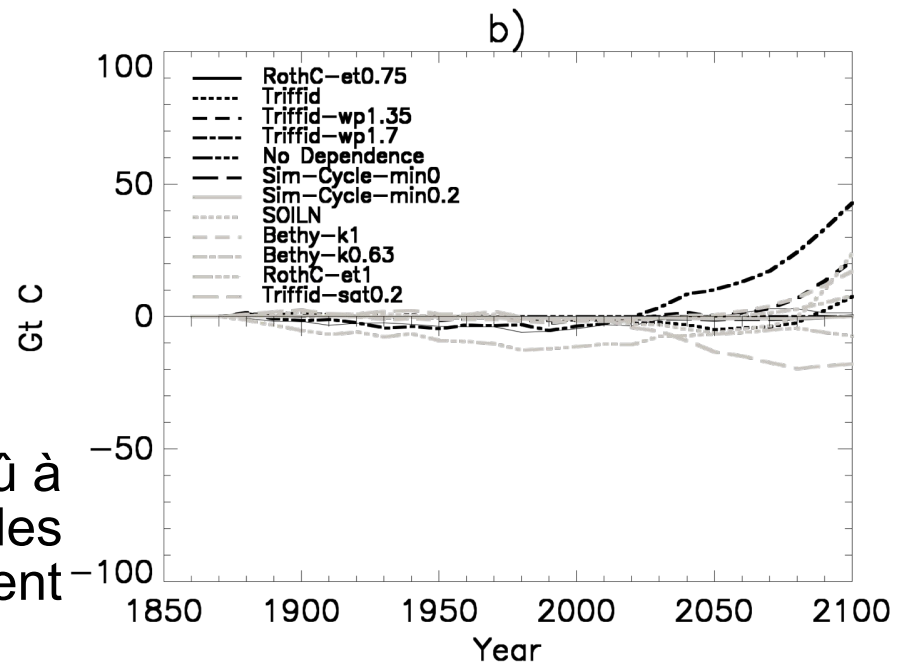 b)
100
50
0
−50
−100
Gt C
RothC−et0.75
Triffid
Triffid−wp1.35
Triffid−wp1.7
No Dependence
Sim−Cycle−min0
Sim−Cycle−min0.2
SOILN
Bethy−k1
Bethy−k0.63
RothC−et1
Triffid−sat0.2
û à
les
ent
1850 1900 1950 2000 2050 2100
Year